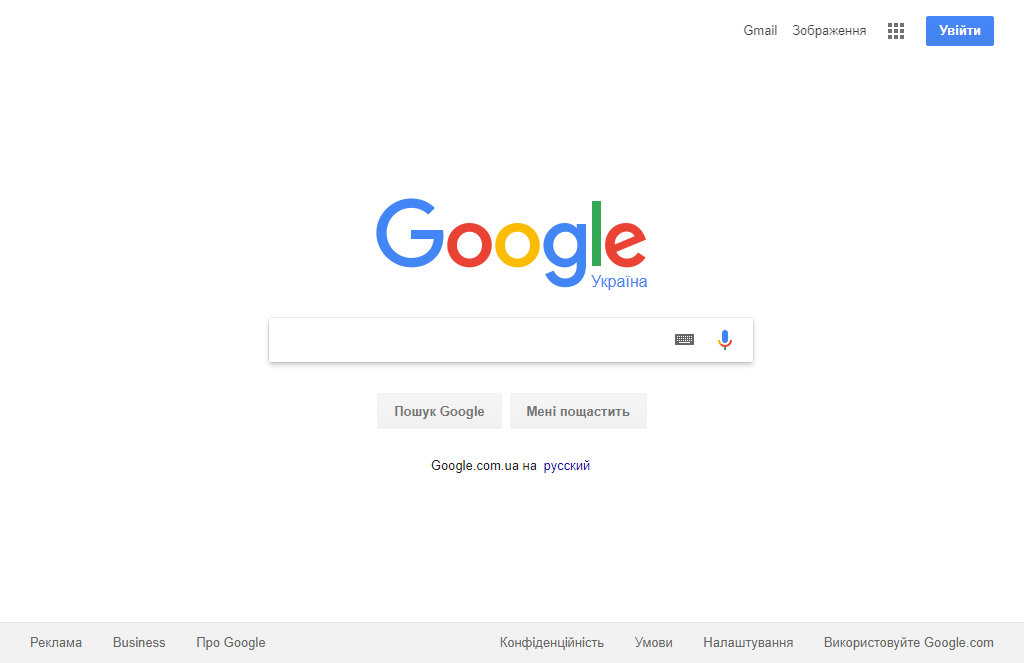 Gmail Зображення Увійти
Google
Україна
Пошук Google Мені пощастить
Google.com.ua на русский
Реклама Business Про Google Конфіденційність Умови Налаштування Використовуйте Google.com